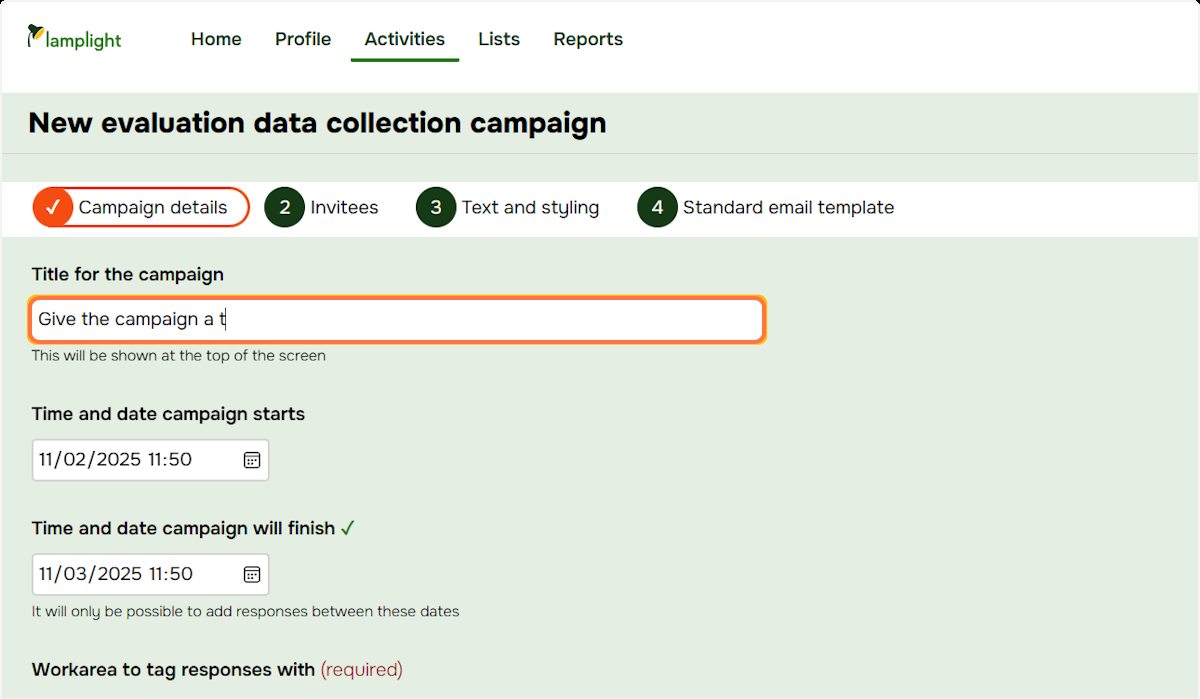 lamplight Home Profile Activities Lists Reports
New evaluation data collection campaign
✓ Campaign details 2 Invitees 3 Text and styling 4 Standard email template
Title for the campaign
Give the campaign a t
This will be shown at the top of the screen
Time and date campaign starts
11/02/2025 11:50
Time and date campaign will finish ✓
11/03/2025 11:50
It will only be possible to add responses between these dates
Workarea to tag responses with (required)